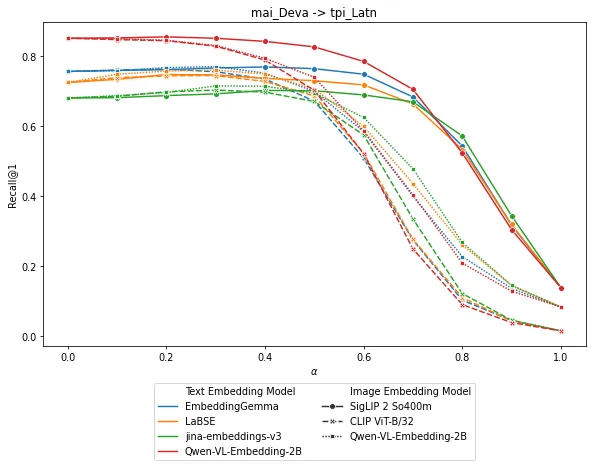 mai_Deva -> tpi_Latn
Recall@1
0.8
0.6
0.4
0.2
0.0
0.0 0.2 0.4 0.6 0.8 1.0
α
Text Embedding Model
EmbeddingGemma
LaBSE
jina-embeddings-v3
Qwen-VL-Embedding-2B
Image Embedding Model
SigLIP 2 So400m
CLIP ViT-B/32
Qwen-VL-Embedding-2B